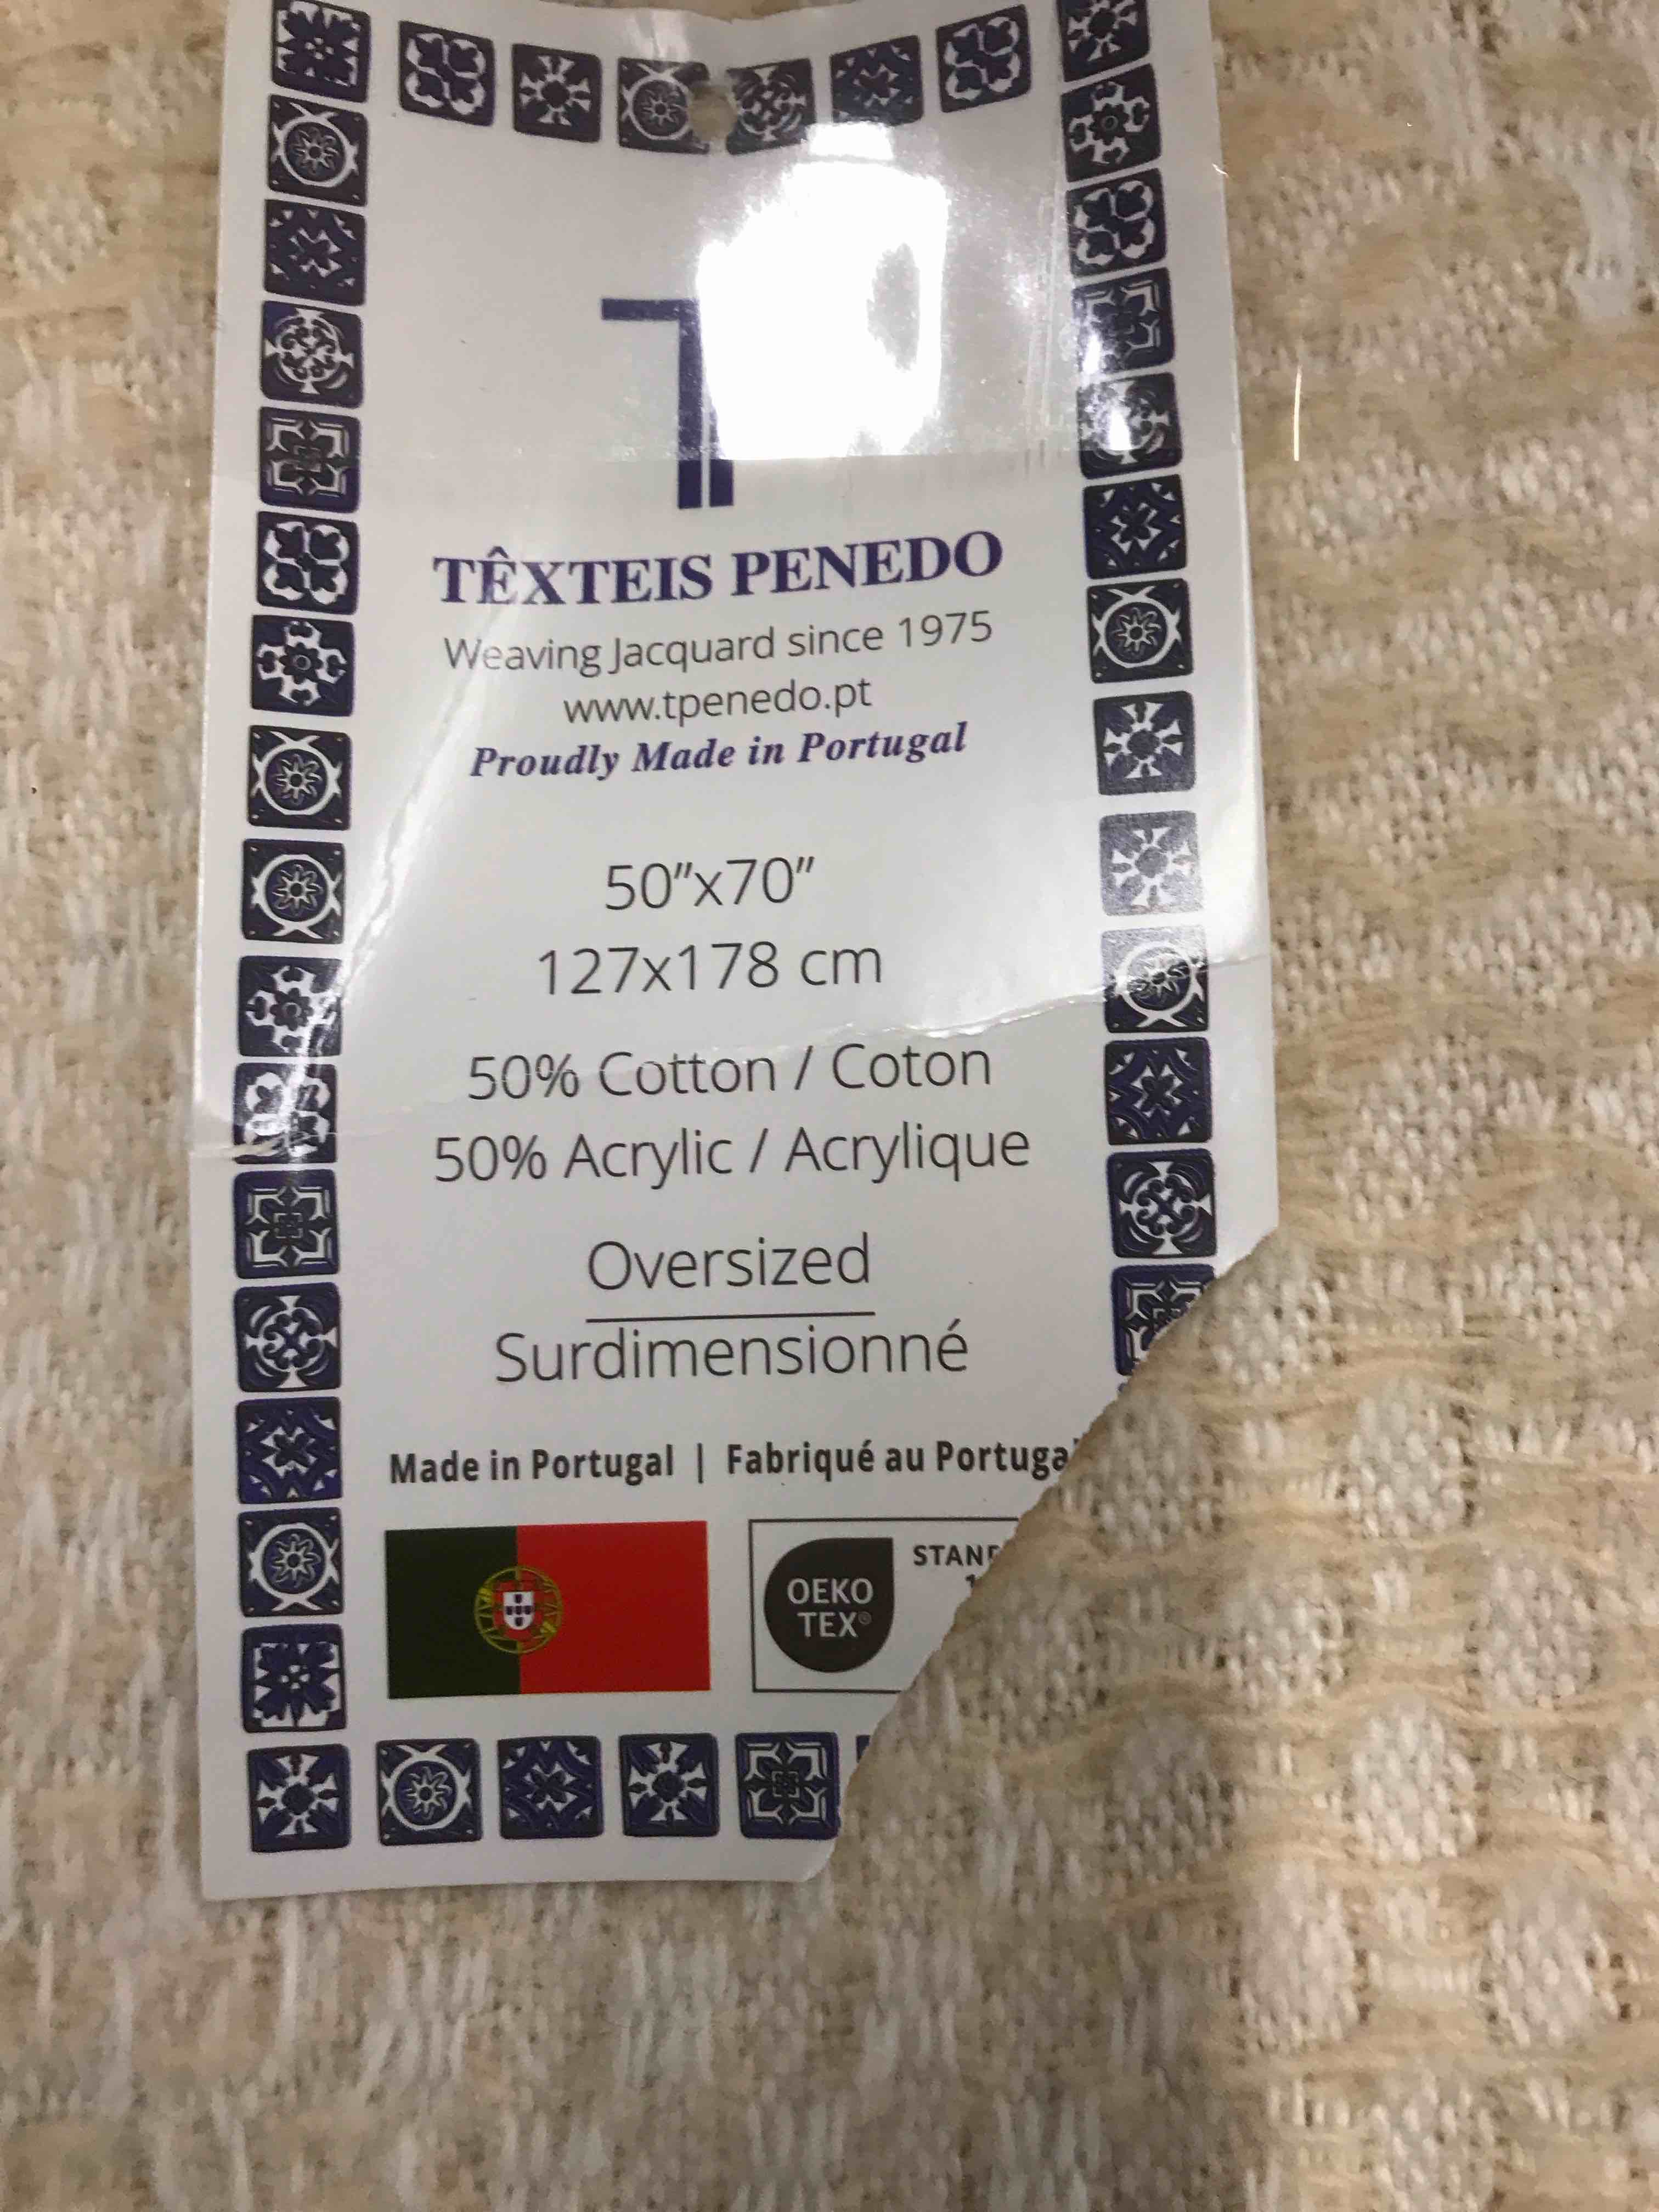 TÊXTEIS PENEDO
Weaving Jacquard since 1975
www.tpenedo.pt
Proudly Made in Portugal
50"x70"
127x178 cm
50% Cotton / Coton
50% Acrylic / Acrylique
Oversized
Surdimensionné
Made in Portugal | Fabriqué au Portuga
OEKO
TEX®